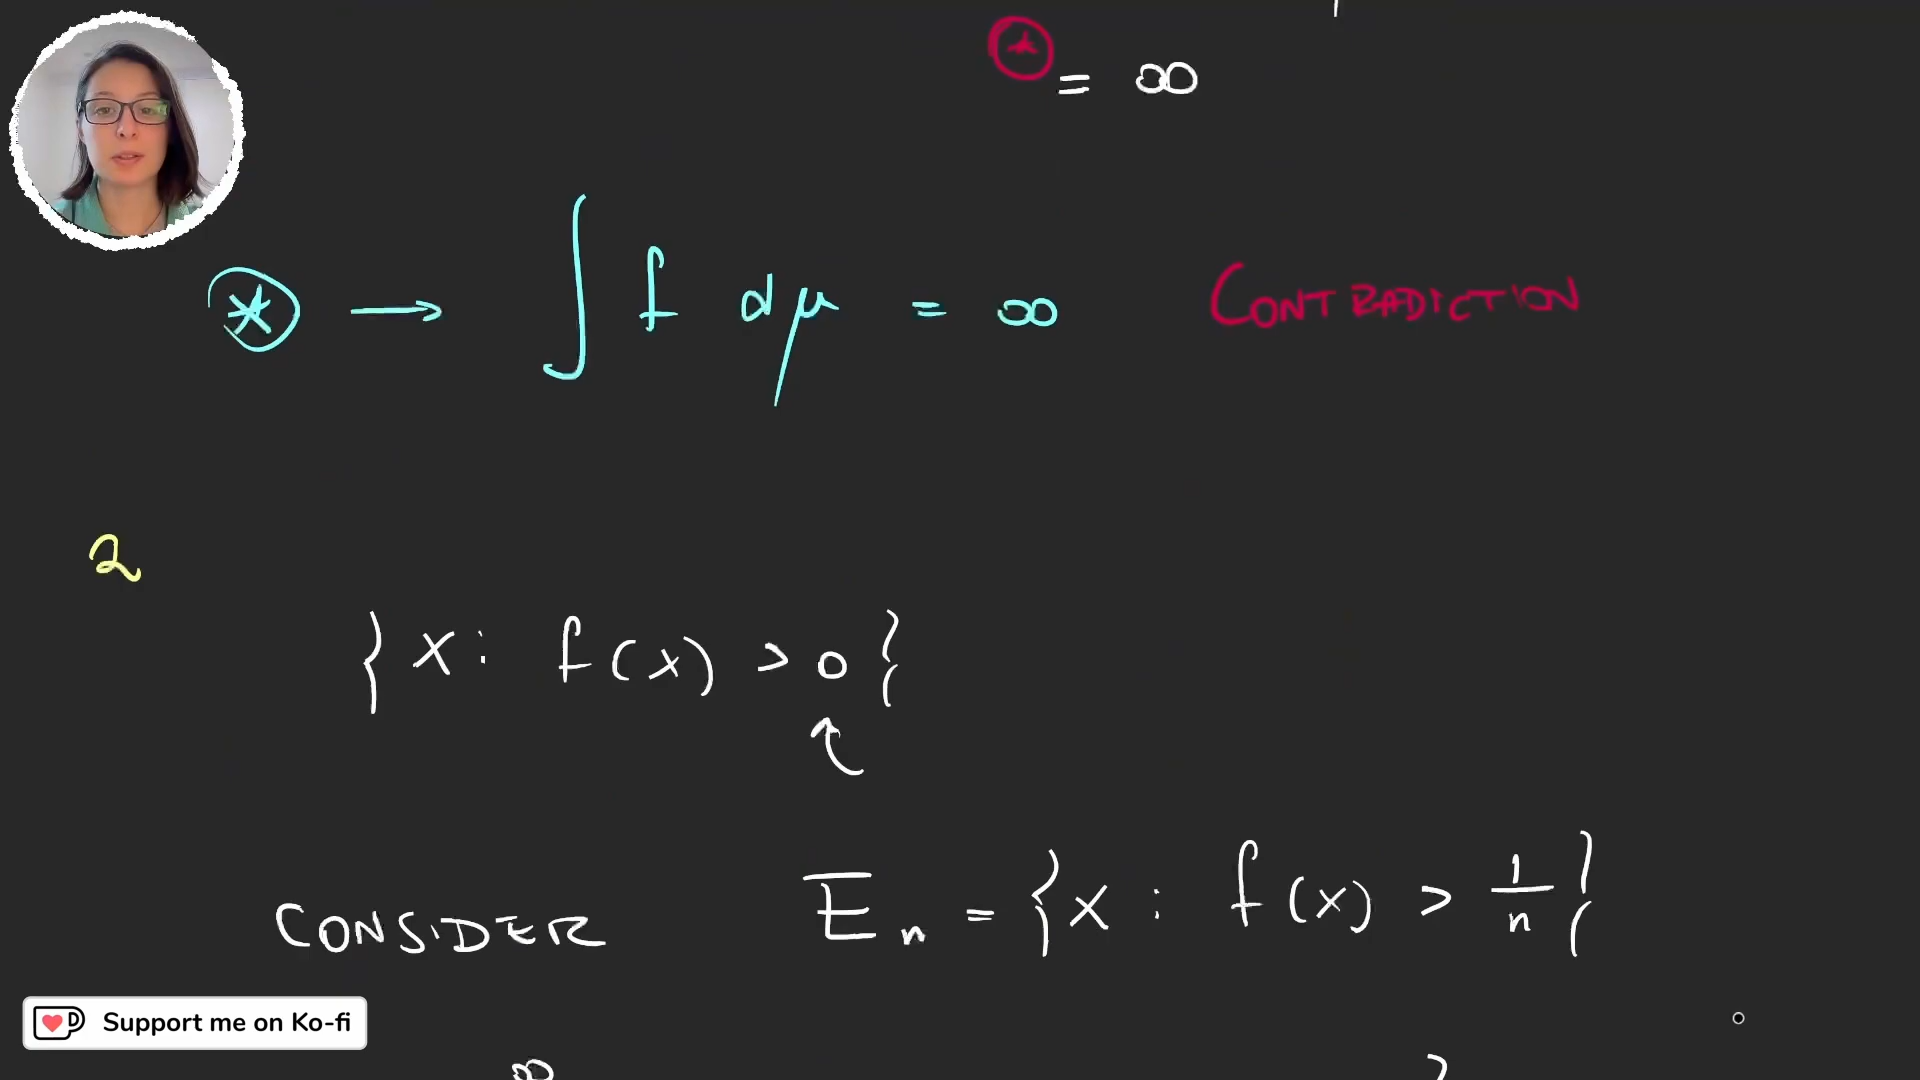 ⊛ = ∞
⊛ → ∫ f dμ = ∞ CONTRADICTION
2
{ x : f(x) > 0 }
CONSIDER E_n = { x : f(x) > 1/n }
Support me on Ko-fi
∞ }